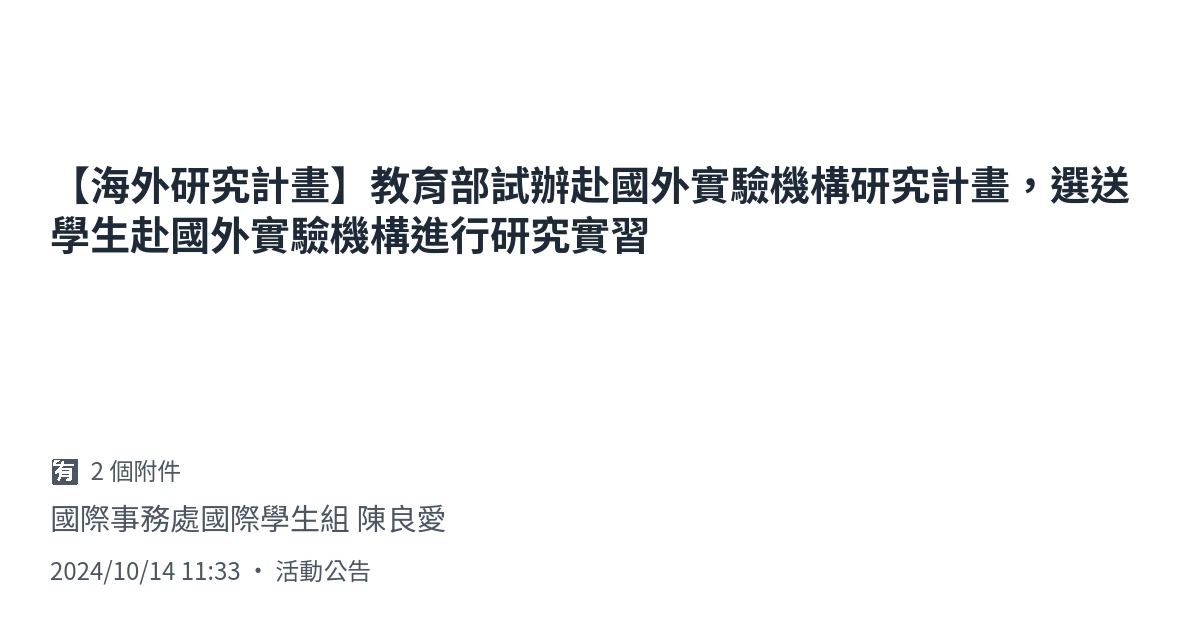 【海外研究計畫】教育部試辦赴國外實驗機構研究計畫，選送
學生赴國外實驗機構進行研究實習
有 2 個附件
國際事務處國際學生組 陳良愛
2024/10/14 11:33 • 活動公告